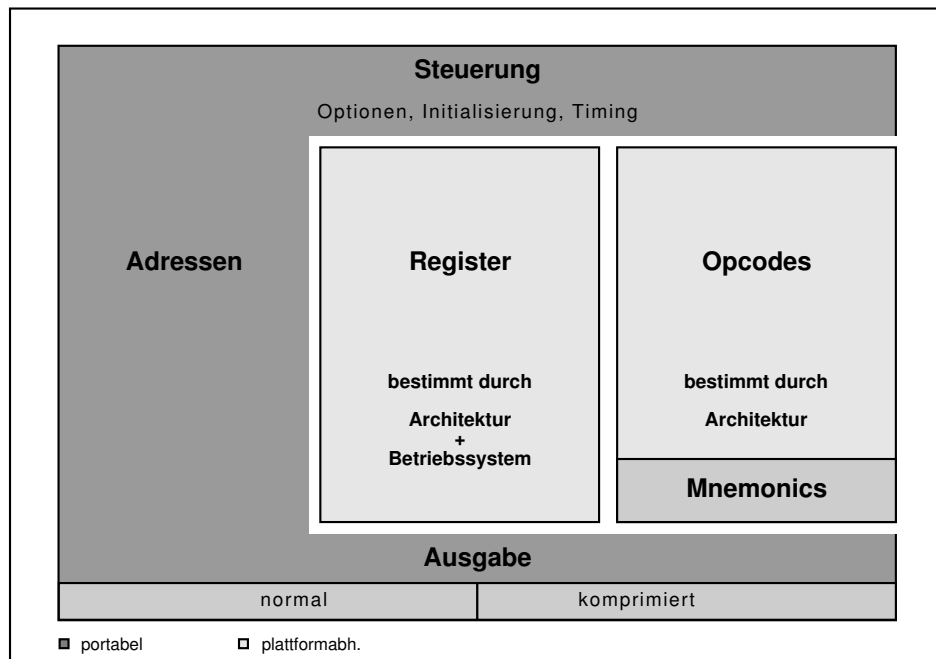 Steuerung
Optionen, Initialisierung, Timing
Adressen
Register
Opcodes
bestimmt durch
Architektur
+
Betriebssystem
bestimmt durch
Architektur
Mnemonics
Ausgabe
normal
komprimiert
portabel
plattformabh.